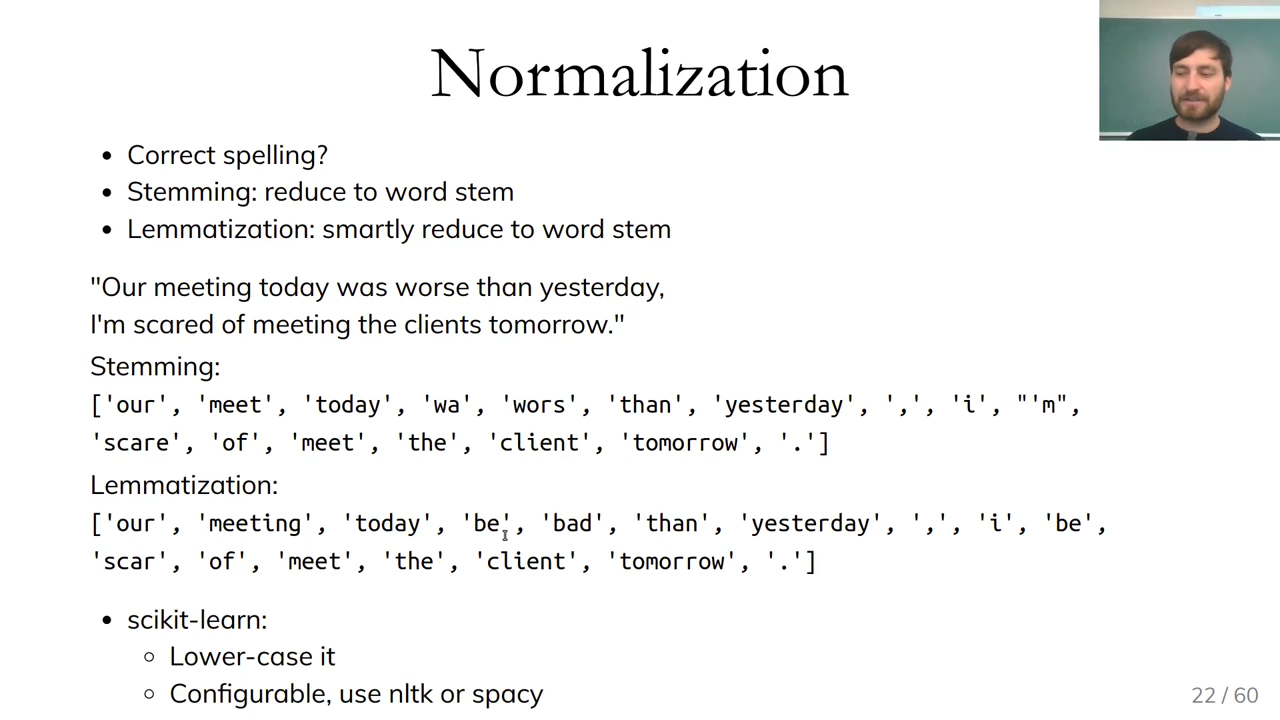 Normalization
• Correct spelling?
• Stemming: reduce to word stem
• Lemmatization: smartly reduce to word stem
"Our meeting today was worse than yesterday,
I'm scared of meeting the clients tomorrow."
Stemming:
['our', 'meet', 'today', 'wa', 'wors', 'than', 'yesterday', ',', 'i', "'m",
'scare', 'of', 'meet', 'the', 'client', 'tomorrow', '.']
Lemmatization:
['our', 'meeting', 'today', 'be', 'bad', 'than', 'yesterday', ',', 'i', 'be',
'scar', 'of', 'meet', 'the', 'client', 'tomorrow', '.']
• scikit-learn:
◦ Lower-case it
◦ Configurable, use nltk or spacy
22 / 60